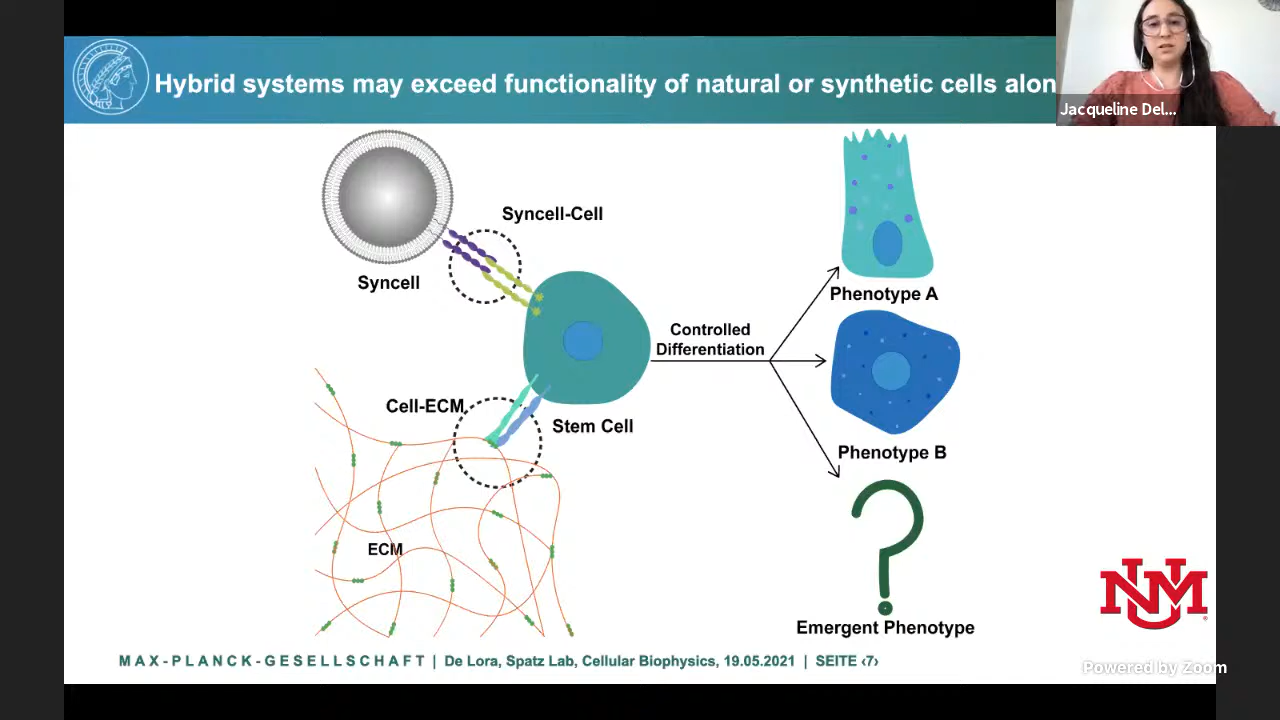 Hybrid systems may exceed functionality of natural or synthetic cells alon
Jacqueline Del...
Syncell-Cell
Syncell
Phenotype A
Controlled
Differentiation
Cell-ECM
Stem Cell
Phenotype B
ECM
UNM
Emergent Phenotype
MAX-PLANCK-GESELLSCHAFT | De Lora, Spatz Lab, Cellular Biophysics, 19.05.2021 | SEITE ‹7›
Powered by Zoom